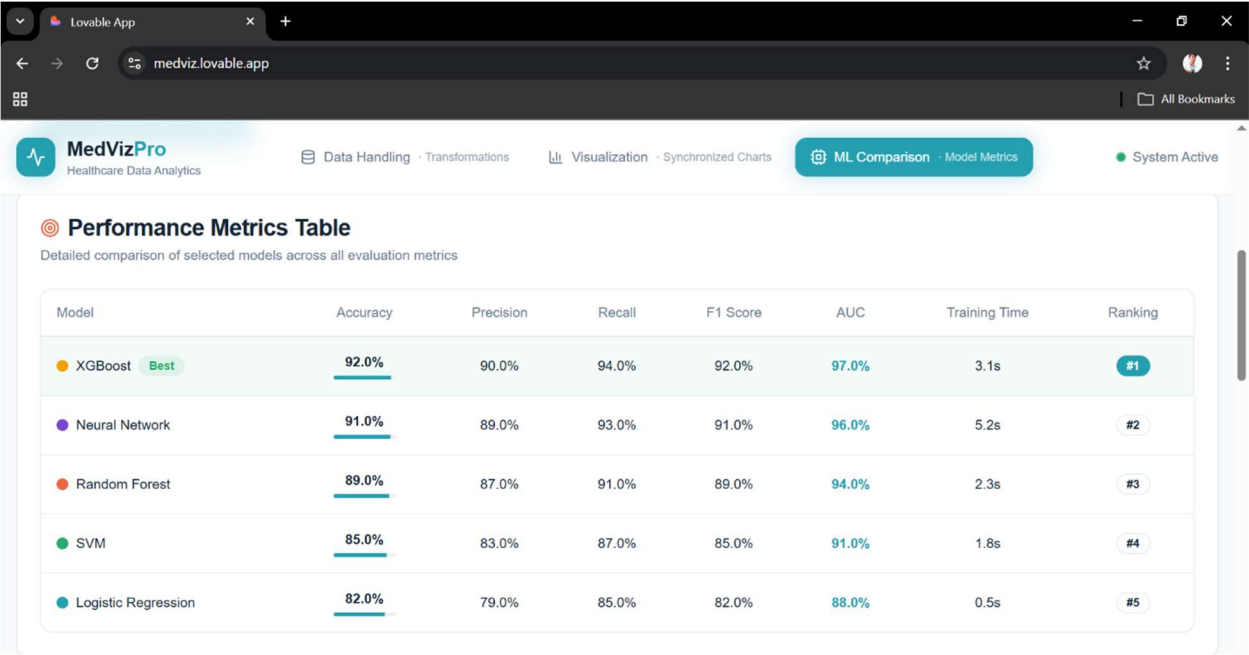 Lovable App
medviz.lovable.app
All Bookmarks
MedVizPro
Healthcare Data Analytics
Data Handling · Transformations
Visualization · Synchronized Charts
ML Comparison · Model Metrics
System Active
Performance Metrics Table
Detailed comparison of selected models across all evaluation metrics
Model Accuracy Precision Recall F1 Score AUC Training Time Ranking
XGBoost Best 92.0% 90.0% 94.0% 92.0% 97.0% 3.1s #1
Neural Network 91.0% 89.0% 93.0% 91.0% 96.0% 5.2s #2
Random Forest 89.0% 87.0% 91.0% 89.0% 94.0% 2.3s #3
SVM 85.0% 83.0% 87.0% 85.0% 91.0% 1.8s #4
Logistic Regression 82.0% 79.0% 85.0% 82.0% 88.0% 0.5s #5